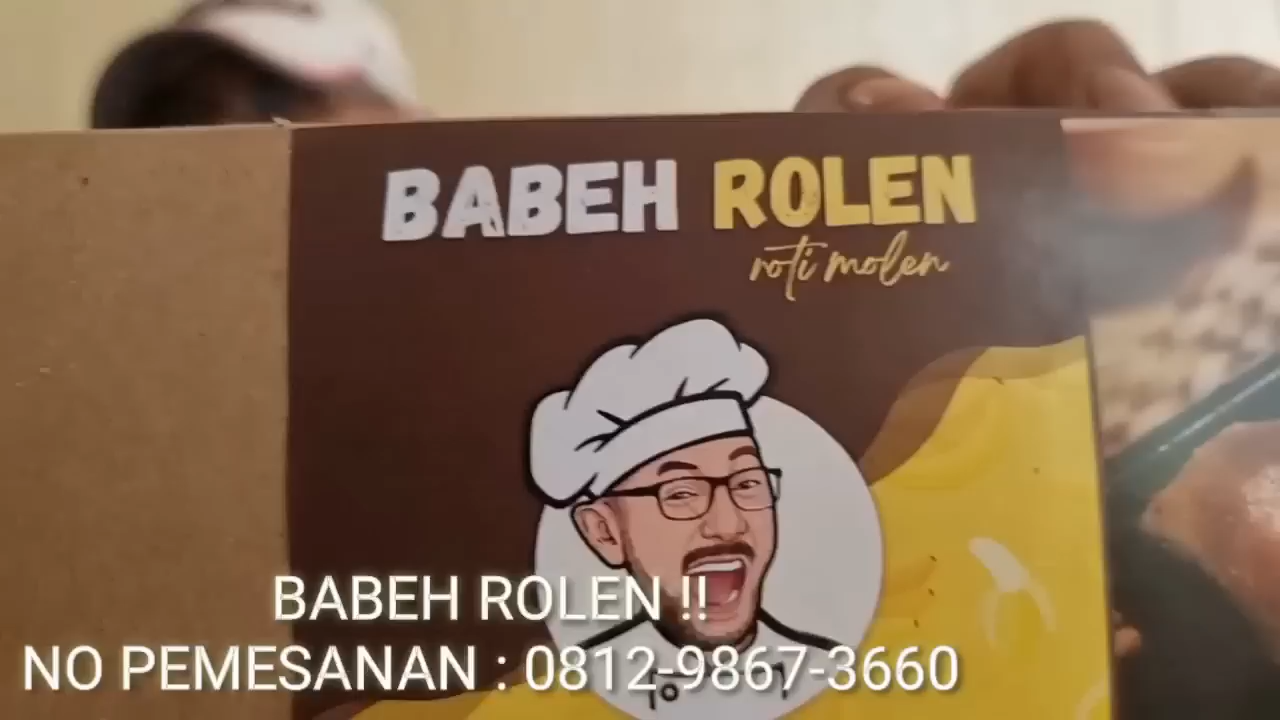 BABEH ROLEN
roti molen
BABEH ROLEN !!
NO PEMESANAN : 0812-9867-3660